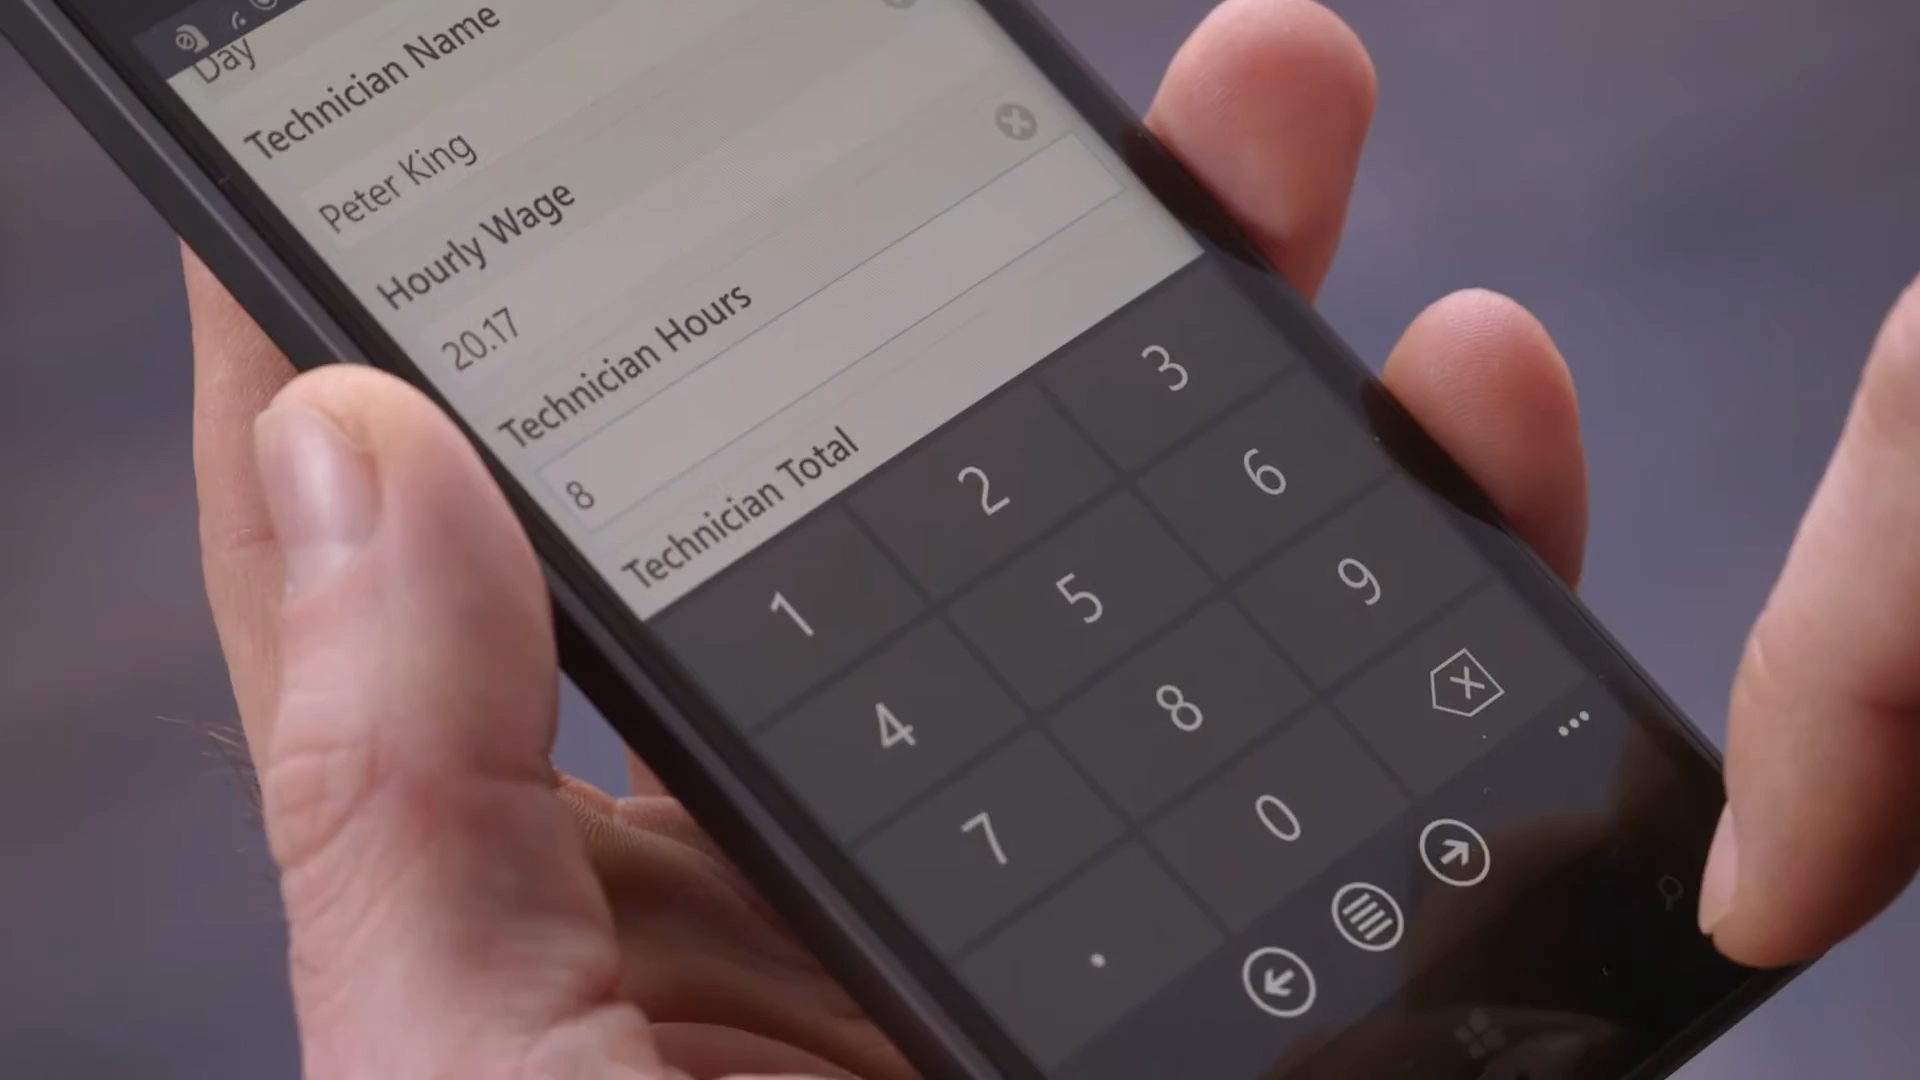 Day
Technician Name
Peter King
Hourly Wage
20.17
Technician Hours
8
Technician Total
1 2 3
4 5 6
7 8 9
. 0